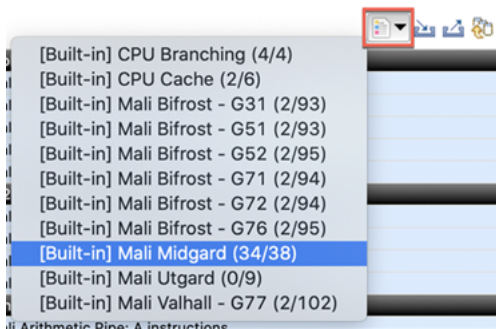 [Built-in] CPU Branching (4/4)
[Built-in] CPU Cache (2/6)
[Built-in] Mali Bifrost - G31 (2/93)
[Built-in] Mali Bifrost - G51 (2/93)
[Built-in] Mali Bifrost - G52 (2/95)
[Built-in] Mali Bifrost - G71 (2/94)
[Built-in] Mali Bifrost - G72 (2/94)
[Built-in] Mali Bifrost - G76 (2/95)
[Built-in] Mali Midgard (34/38)
[Built-in] Mali Utgard (0/9)
[Built-in] Mali Valhall - G77 (2/102)
Arithmetic Pipe: A instructions